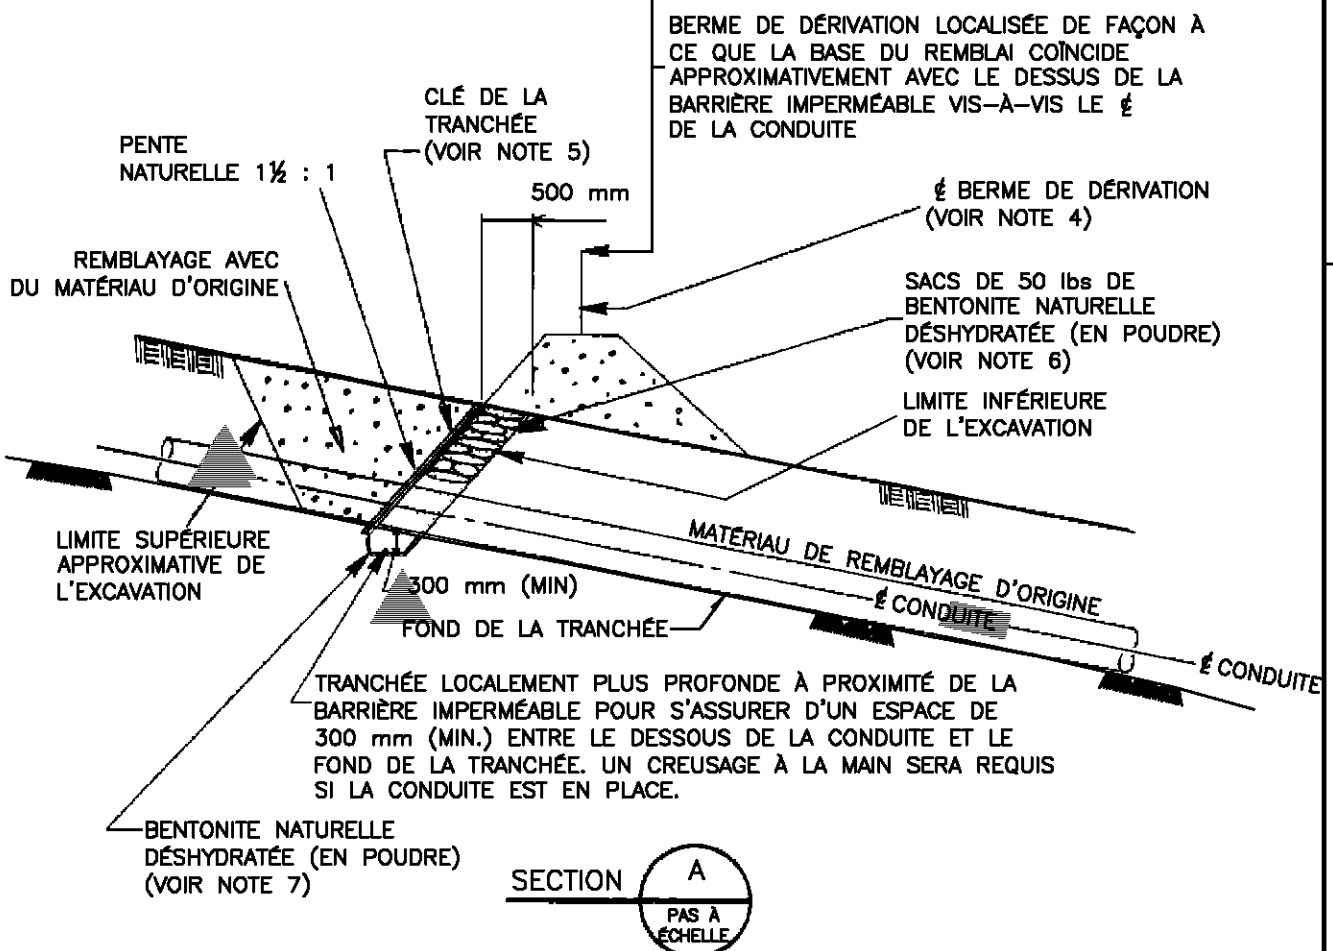 BERME DE DÉRIVATION LOCALISÉE DE FAÇON À
CE QUE LA BASE DU REMBLAI COÏNCIDE
APPROXIMATIVEMENT AVEC LE DESSUS DE LA
BARRIÈRE IMPERMÉABLE VIS-À-VIS LE ℄
DE LA CONDUITE
CLÉ DE LA
TRANCHÉE
(VOIR NOTE 5)
PENTE
NATURELLE 1½ : 1
500 mm
℄ BERME DE DÉRIVATION
(VOIR NOTE 4)
REMBLAYAGE AVEC
DU MATÉRIAU D'ORIGINE
SACS DE 50 lbs DE
BENTONITE NATURELLE
DÉSHYDRATÉE (EN POUDRE)
(VOIR NOTE 6)
LIMITE INFÉRIEURE
DE L'EXCAVATION
LIMITE SUPÉRIEURE
APPROXIMATIVE DE
L'EXCAVATION
MATÉRIAU DE REMBLAYAGE D'ORIGINE
300 mm (MIN)
℄ CONDUITE
FOND DE LA TRANCHÉE
℄ CONDUITE
TRANCHÉE LOCALEMENT PLUS PROFONDE À PROXIMITÉ DE LA
BARRIÈRE IMPERMÉABLE POUR S'ASSURER D'UN ESPACE DE
300 mm (MIN.) ENTRE LE DESSOUS DE LA CONDUITE ET LE
FOND DE LA TRANCHÉE. UN CREUSAGE À LA MAIN SERA REQUIS
SI LA CONDUITE EST EN PLACE.
BENTONITE NATURELLE
DÉSHYDRATÉE (EN POUDRE)
(VOIR NOTE 7)
SECTION
A
PAS À
ÉCHELLE